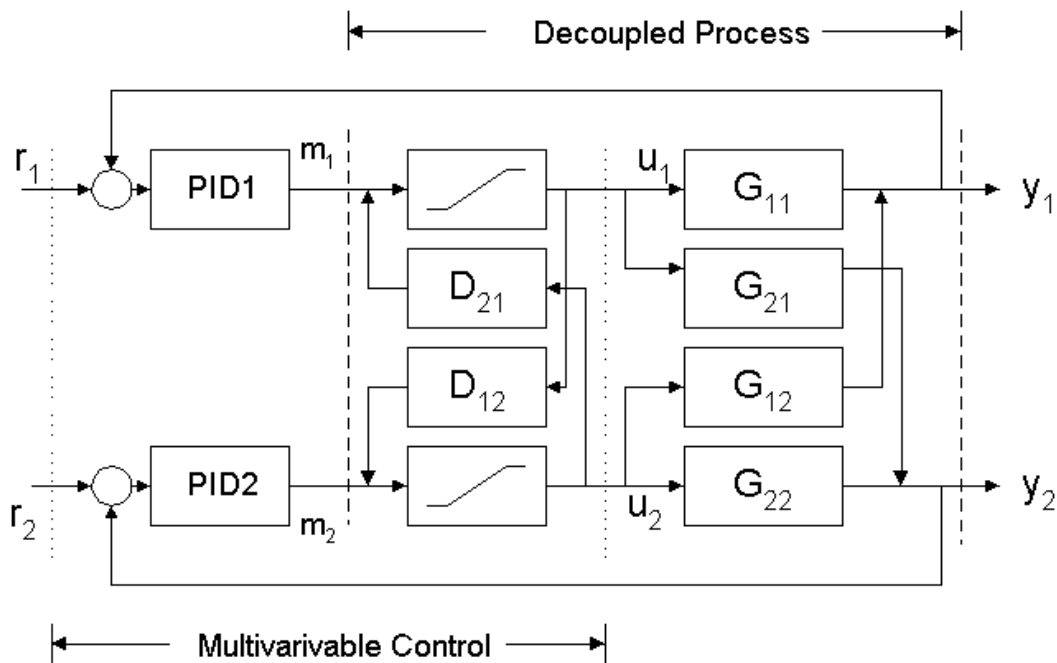 Decoupled Process
r₁
PID1
m₁
u₁
G₁₁
y₁
D₂₁
G₂₁
D₁₂
G₁₂
r₂
PID2
m₂
u₂
G₂₂
y₂
Multivarivable Control